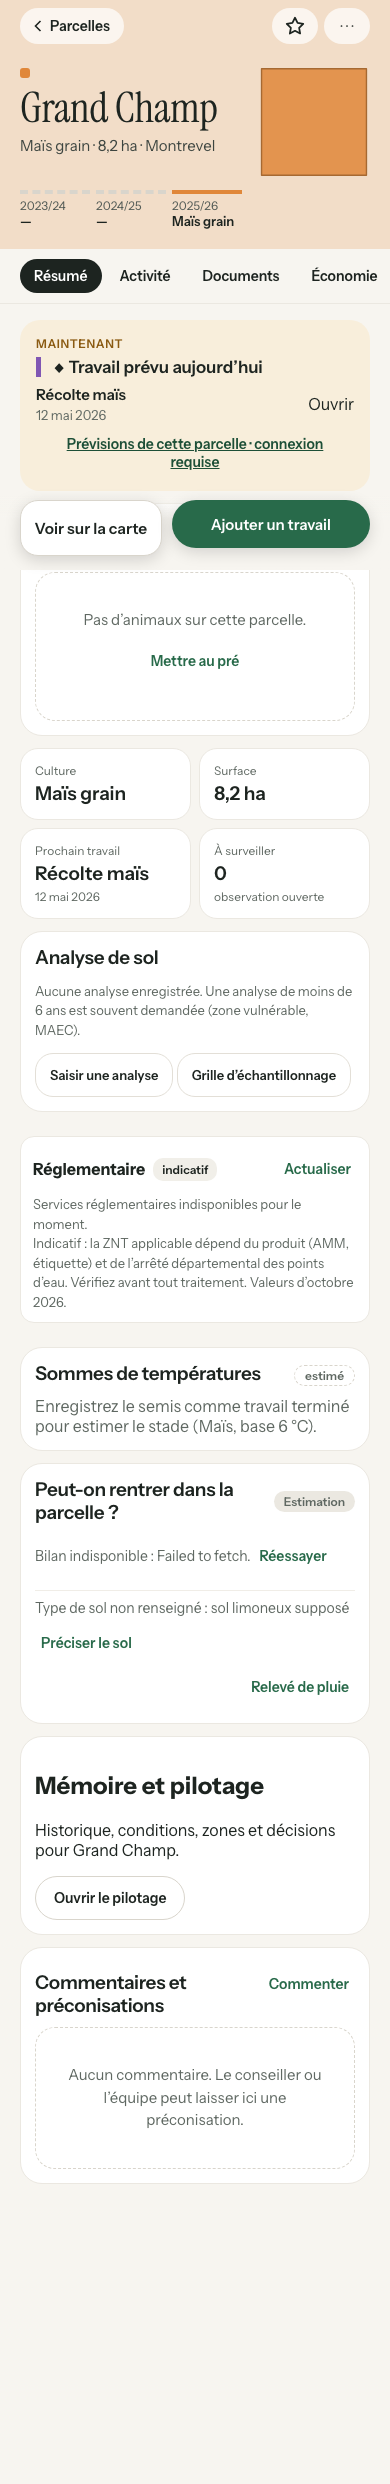 Parcelles
···
Grand Champ
Maïs grain · 8,2 ha · Montrevel
2023/24 2024/25 2025/26
— — Maïs grain
Résumé Activité Documents Économie
MAINTENANT
◆ Travail prévu aujourd’hui
Récolte maïs
12 mai 2026
Ouvrir
Prévisions de cette parcelle · connexion
requise
Voir sur la carte
Ajouter un travail
Pas d’animaux sur cette parcelle.
Mettre au pré
Culture
Maïs grain
Surface
8,2 ha
Prochain travail
Récolte maïs
12 mai 2026
À surveiller
0
observation ouverte
Analyse de sol
Aucune analyse enregistrée. Une analyse de moins de
6 ans est souvent demandée (zone vulnérable,
MAEC).
Saisir une analyse
Grille d’échantillonnage
Réglementaire indicatif Actualiser
Services réglementaires indisponibles pour le
moment.
Indicatif : la ZNT applicable dépend du produit (AMM,
étiquette) et de l’arrêté départemental des points
d’eau. Vérifiez avant tout traitement. Valeurs d’octobre
2026.
Sommes de températures estimé
Enregistrez le semis comme travail terminé
pour estimer le stade (Maïs, base 6 °C).
Peut-on rentrer dans la
parcelle ?
Estimation
Bilan indisponible : Failed to fetch. Réessayer
Type de sol non renseigné : sol limoneux supposé
Préciser le sol
Relevé de pluie
Mémoire et pilotage
Historique, conditions, zones et décisions
pour Grand Champ.
Ouvrir le pilotage
Commentaires et
préconisations
Commenter
Aucun commentaire. Le conseiller ou
l’équipe peut laisser ici une
préconisation.